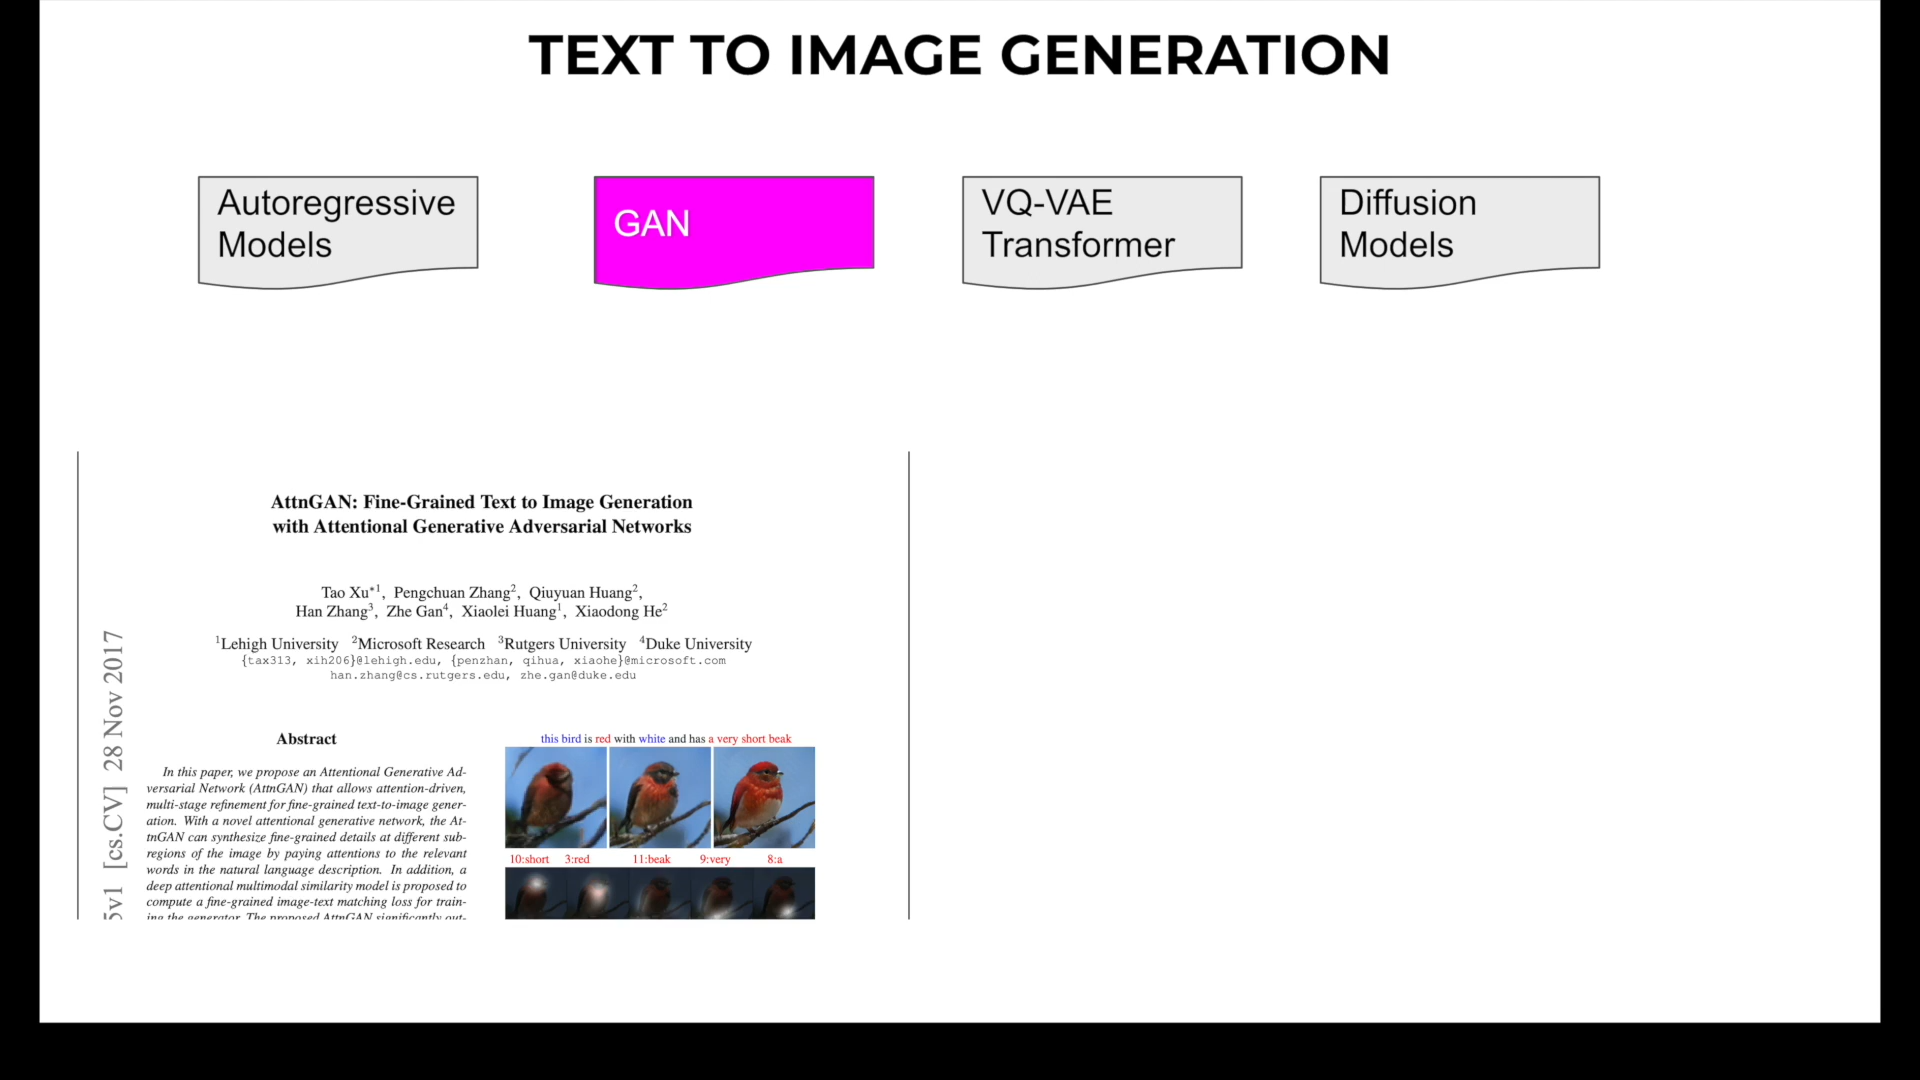 TEXT TO IMAGE GENERATION
Autoregressive
Models
GAN
VQ-VAE
Transformer
Diffusion
Models
AttnGAN: Fine-Grained Text to Image Generation
with Attentional Generative Adversarial Networks
Tao Xu*1, Pengchuan Zhang2, Qiuyuan Huang2,
Han Zhang3, Zhe Gan4, Xiaolei Huang1, Xiaodong He2
1Lehigh University 2Microsoft Research 3Rutgers University 4Duke University
{tax313, xih206}@lehigh.edu, {penzhan, qihua, xiaohe}@microsoft.com
han.zhang@cs.rutgers.edu, zhe.gan@duke.edu
5v1 [cs.CV] 28 Nov 2017
Abstract
In this paper, we propose an Attentional Generative Ad-
versarial Network (AttnGAN) that allows attention-driven,
multi-stage refinement for fine-grained text-to-image gener-
ation. With a novel attentional generative network, the At-
tnGAN can synthesize fine-grained details at different sub-
regions of the image by paying attentions to the relevant
words in the natural language description. In addition, a
deep attentional multimodal similarity model is proposed to
compute a fine-grained image-text matching loss for train-
ing the generator. The proposed AttnGAN significantly out-
this bird is red with white and has a very short beak
10:short 3:red 11:beak 9:very 8:a